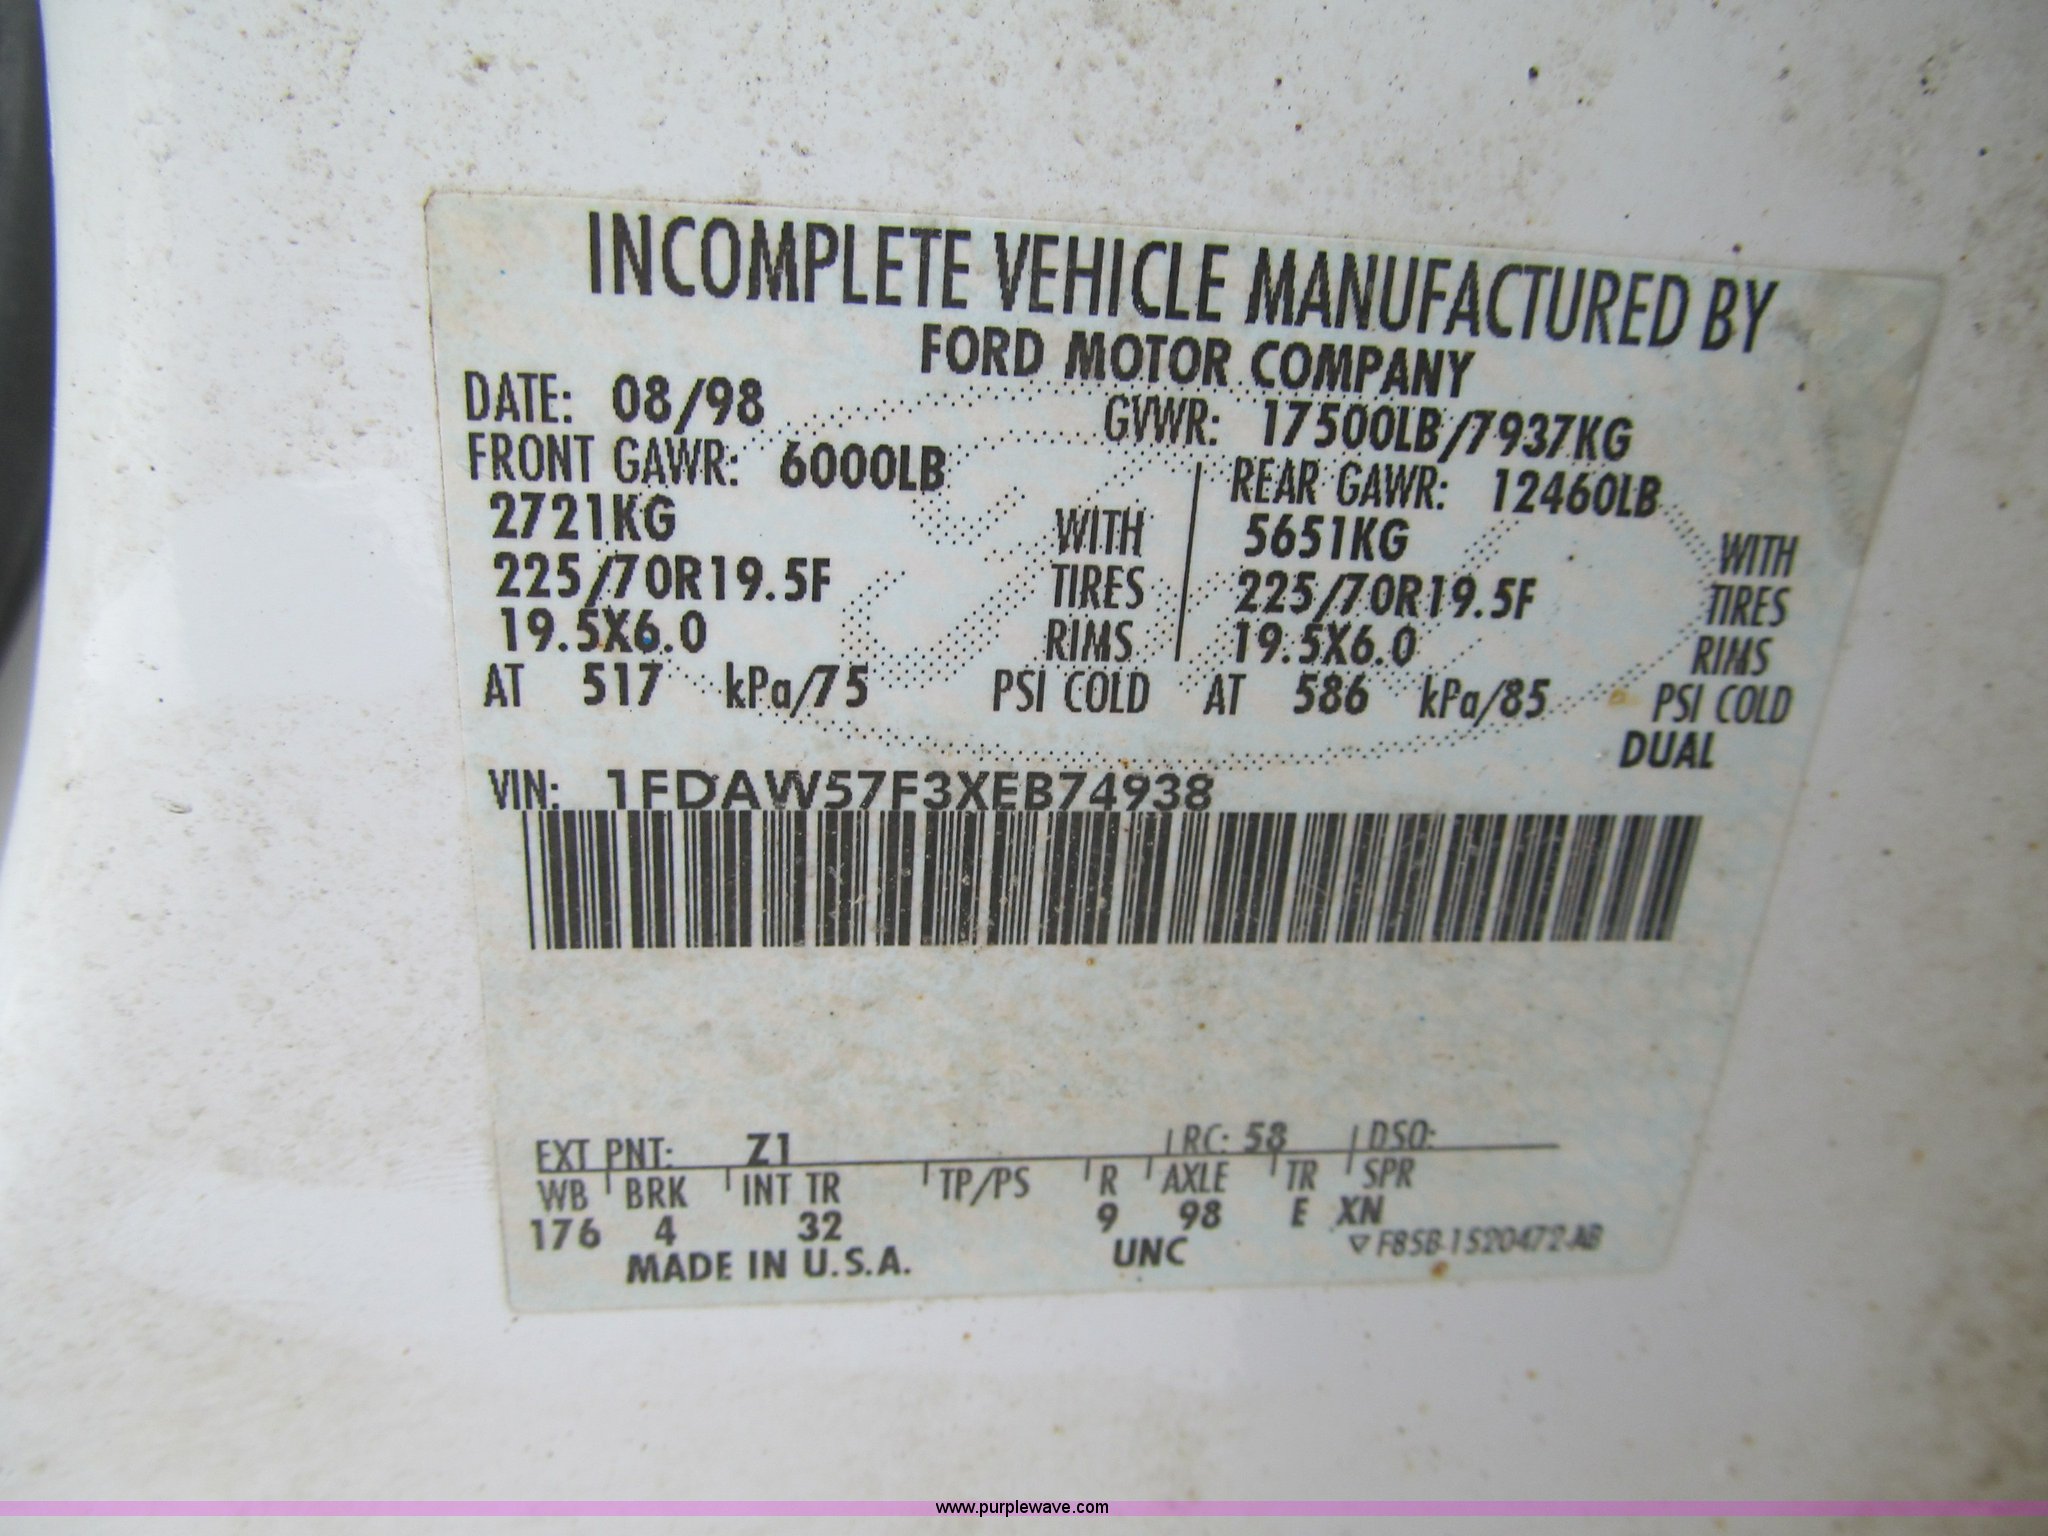 INCOMPLETE VEHICLE MANUFACTURED BY
FORD MOTOR COMPANY
DATE: 08/98 GVWR: 17500LB/7937KG
FRONT GAWR: 6000LB REAR GAWR: 12460LB
2721KG WITH 5651KG WITH
225/70R19.5F TIRES 225/70R19.5F TIRES
19.5X6.0 RIMS 19.5X6.0 RIMS
AT 517 kPa/75 PSI COLD AT 586 kPa/85 PSI COLD
DUAL
VIN: 1FDAW57F3XEB74938
EXT PNT: Z1 RC: 58 DSO:
WB BRK INT TR TP/PS R AXLE TR SPR
176 4 32 9 98 E XN
MADE IN U.S.A. UNC F85B-1520472-AB
www.purplewave.com